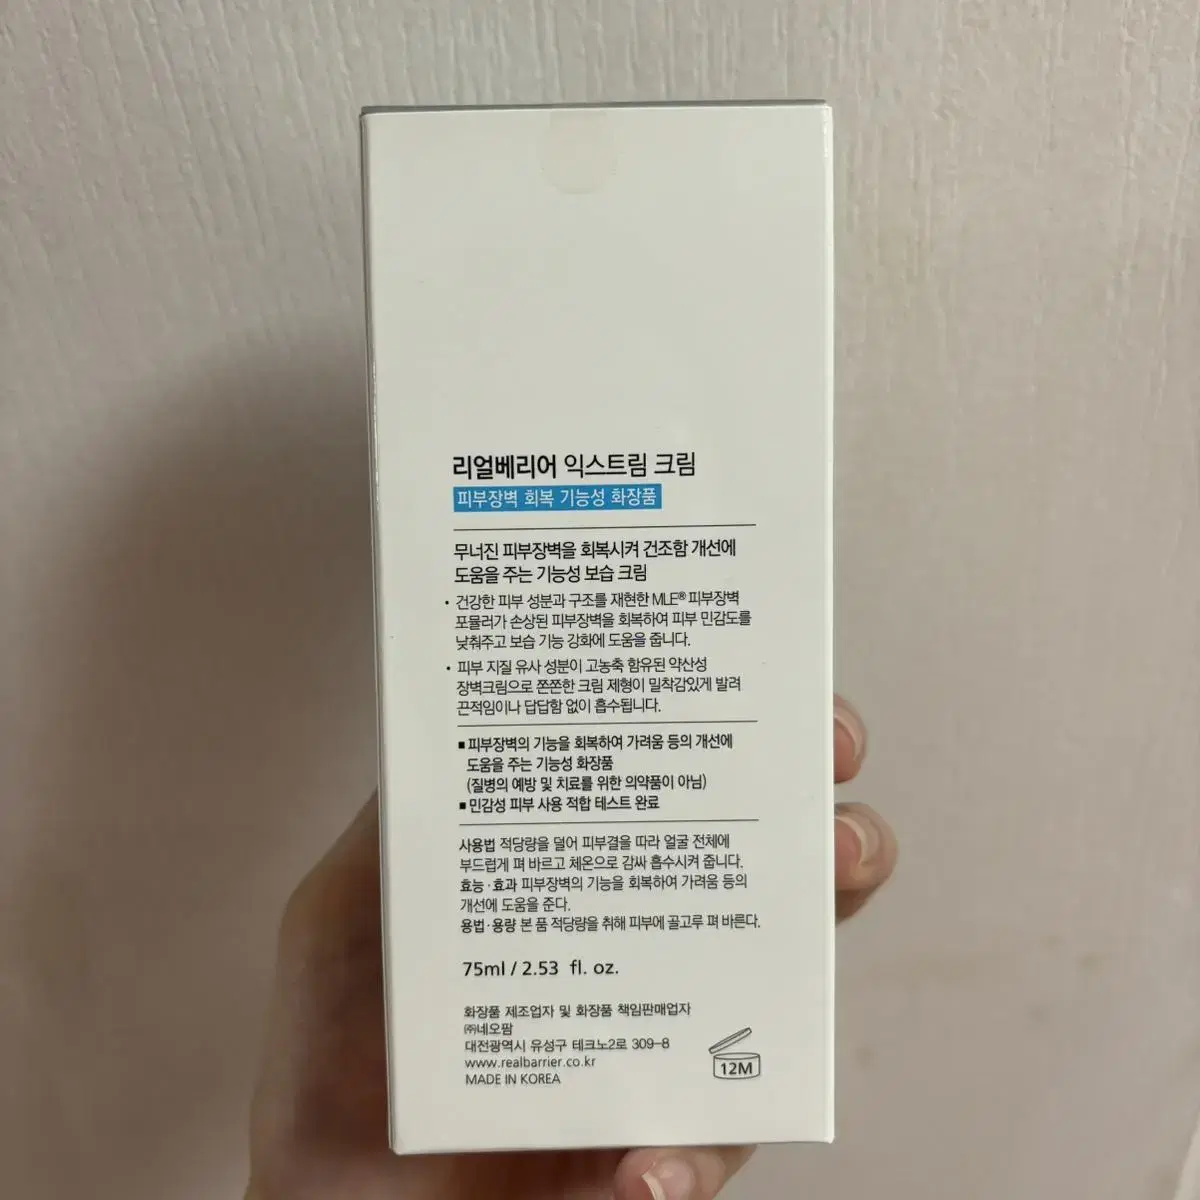 리얼베리어 익스트림 크림
피부장벽 회복 기능성 화장품
무너진 피부장벽을 회복시켜 건조함 개선에
도움을 주는 기능성 보습 크림
• 건강한 피부 성분과 구조를 재현한 MLE® 피부장벽
포뮬러가 손상된 피부장벽을 회복하여 피부 민감도를
낮춰주고 보습 기능 강화에 도움을 줍니다.
• 피부 지질 유사 성분이 고농축 함유된 약산성
장벽크림으로 쫀쫀한 크림 제형이 밀착감있게 발려
끈적임이나 답답함 없이 흡수됩니다.
■ 피부장벽의 기능을 회복하여 가려움 등의 개선에
도움을 주는 기능성 화장품
(질병의 예방 및 치료를 위한 의약품이 아님)
■ 민감성 피부 사용 적합 테스트 완료
사용법 적당량을 덜어 피부결을 따라 얼굴 전체에
부드럽게 펴 바르고 체온으로 감싸 흡수시켜 줍니다.
효능·효과 피부장벽의 기능을 회복하여 가려움 등의
개선에 도움을 준다.
용법·용량 본 품 적당량을 취해 피부에 골고루 펴 바른다.
75ml / 2.53 fl. oz.
화장품 제조업자 및 화장품 책임판매업자
㈜네오팜
대전광역시 유성구 테크노2로 309-8
www.realbarrier.co.kr
MADE IN KOREA
12M